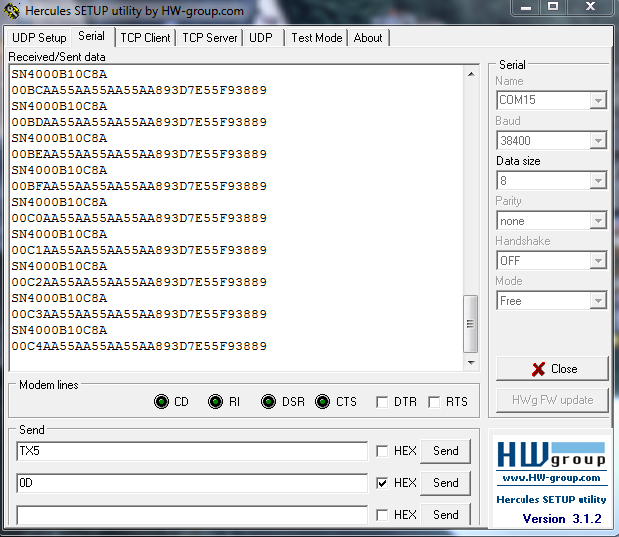 Hercules SETUP utility by HW-group.com
UDP Setup Serial TCP Client TCP Server UDP Test Mode About
Received/Sent data
SN4000B10C8A
00BCAA55AA55AA55AA893D7E55F93889
SN4000B10C8A
00BDAA55AA55AA55AA893D7E55F93889
SN4000B10C8A
00BEAA55AA55AA55AA893D7E55F93889
SN4000B10C8A
00BFAA55AA55AA55AA893D7E55F93889
SN4000B10C8A
00C0AA55AA55AA55AA893D7E55F93889
SN4000B10C8A
00C1AA55AA55AA55AA893D7E55F93889
SN4000B10C8A
00C2AA55AA55AA55AA893D7E55F93889
SN4000B10C8A
00C3AA55AA55AA55AA893D7E55F93889
SN4000B10C8A
00C4AA55AA55AA55AA893D7E55F93889
Serial
Name
COM15
Baud
38400
Data size
8
Parity
none
Handshake
OFF
Mode
Free
Close
HWg FW update
Modem lines
CD RI DSR CTS DTR RTS
Send
TX5 HEX Send
0D HEX Send
HEX Send
HWgroup
www.HW-group.com
Hercules SETUP utility
Version 3.1.2